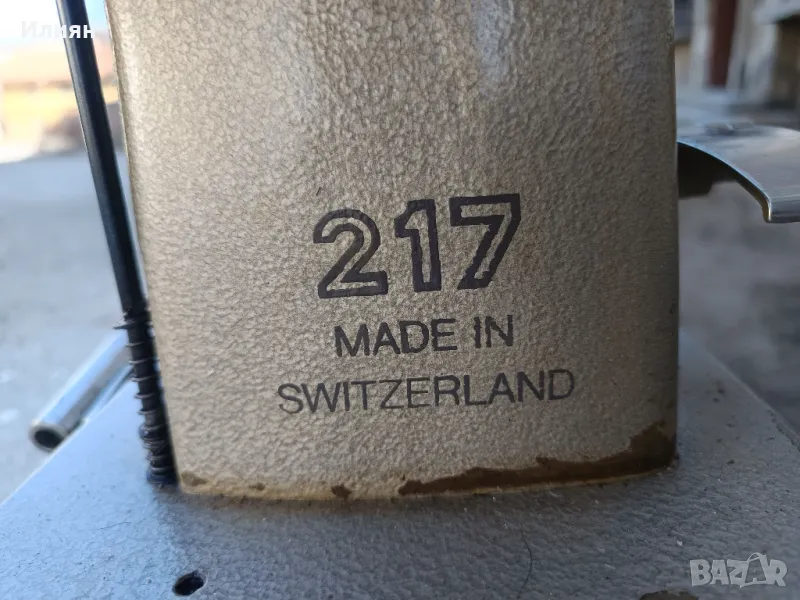 Илиян
217
MADE IN
SWITZERLAND
BAZAR